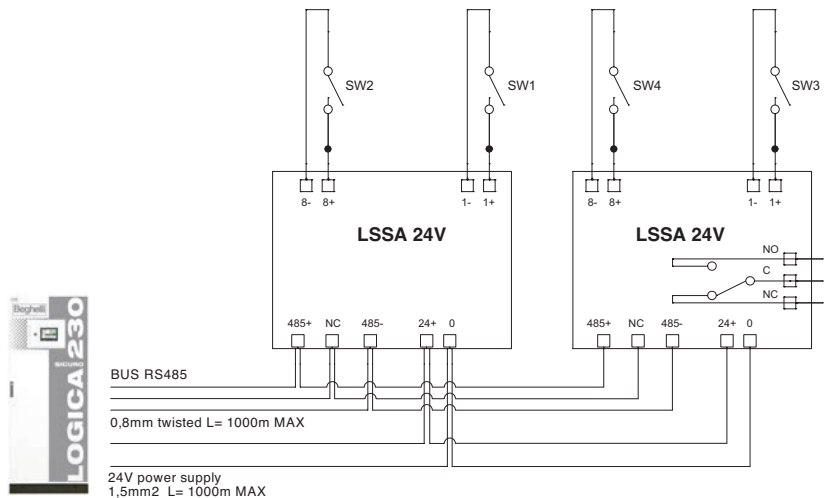 SW2
SW1
SW4
SW3
8- 8+
1- 1+
8- 8+
1- 1+
LSSA 24V
LSSA 24V
NO
C
NC
485+ NC 485- 24+ 0
485+ NC 485- 24+ 0
Beghelli
LOGICA 230
SICURO
BUS RS485
0,8mm twisted L= 1000m MAX
24V power supply
1,5mm2 L= 1000m MAX